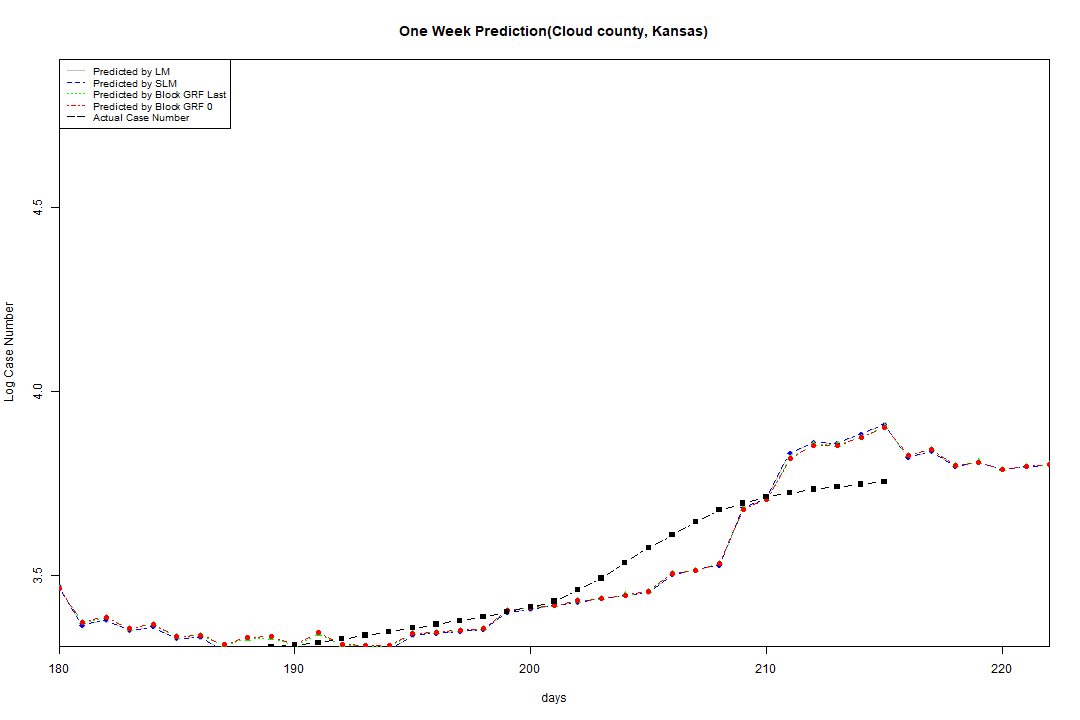 One Week Prediction(Cloud county, Kansas)
Predicted by LM
Predicted by SLM
Predicted by Block GRF Last
Predicted by Block GRF 0
Actual Case Number
4.5
4.0
3.5
Log Case Number
180 190 200 210 220
days